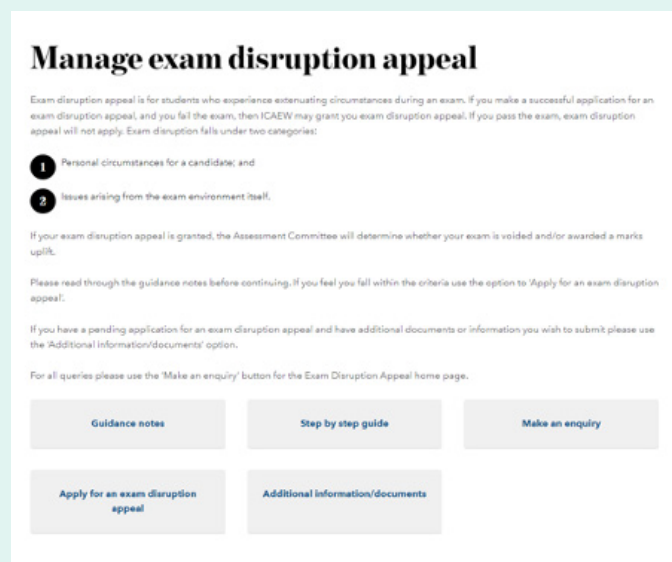 Manage exam disruption appeal
Exam disruption appeal is for students who experience extenuating circumstances during an exam. If you make a successful application for an
exam disruption appeal, and you fail the exam, then ICAEW may grant you exam disruption appeal. If you pass the exam, exam disruption
appeal will not apply. Exam disruption falls under two categories:
1 Personal circumstances for a candidate; and
2 Issues arising from the exam environment itself.
If your exam disruption appeal is granted, the Assessment Committee will determine whether your exam is voided and/or awarded a marks
uplift.
Please read through the guidance notes before continuing. If you feel you fall within the criteria use the option to 'Apply for an exam disruption
appeal'.
If you have a pending application for an exam disruption appeal and have additional documents or information you wish to submit please use
the 'Additional information/documents' option.
For all queries please use the 'Make an enquiry' button for the Exam Disruption Appeal home page.
Guidance notes
Step by step guide
Make an enquiry
Apply for an exam disruption
appeal
Additional information/documents